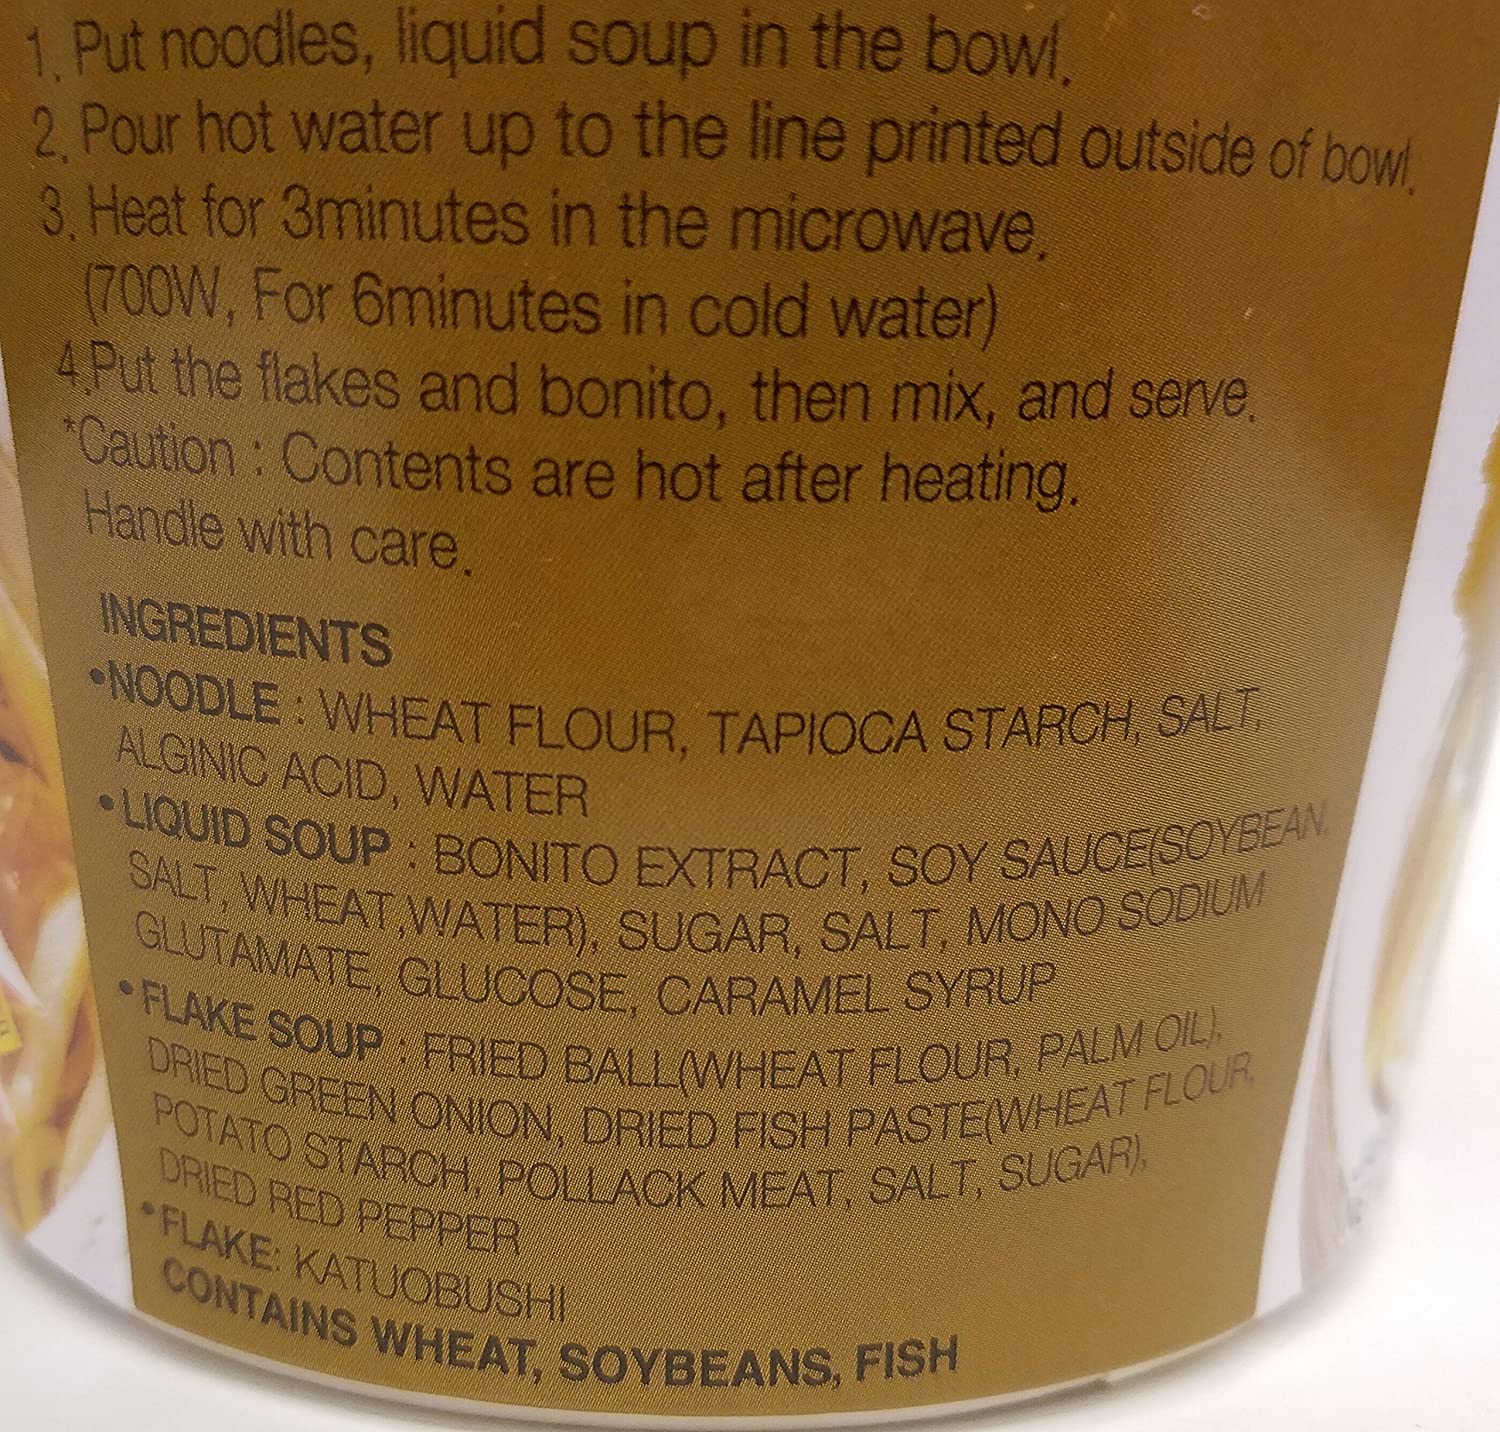 1. Put noodles, liquid soup in the bowl.
2. Pour hot water up to the line printed outside of bowl.
3. Heat for 3minutes in the microwave.
(700W, For 6minutes in cold water)
4.Put the flakes and bonito, then mix, and serve.
*Caution : Contents are hot after heating.
Handle with care.
INGREDIENTS
•NOODLE : WHEAT FLOUR, TAPIOCA STARCH, SALT,
ALGINIC ACID, WATER
•LIQUID SOUP : BONITO EXTRACT, SOY SAUCE(SOYBEAN,
SALT, WHEAT,WATER), SUGAR, SALT, MONO SODIUM
GLUTAMATE, GLUCOSE, CARAMEL SYRUP
•FLAKE SOUP : FRIED BALL(WHEAT FLOUR, PALM OIL),
DRIED GREEN ONION, DRIED FISH PASTE(WHEAT FLOUR,
POTATO STARCH, POLLACK MEAT, SALT, SUGAR),
DRIED RED PEPPER
•FLAKE: KATUOBUSHI
CONTAINS WHEAT, SOYBEANS, FISH